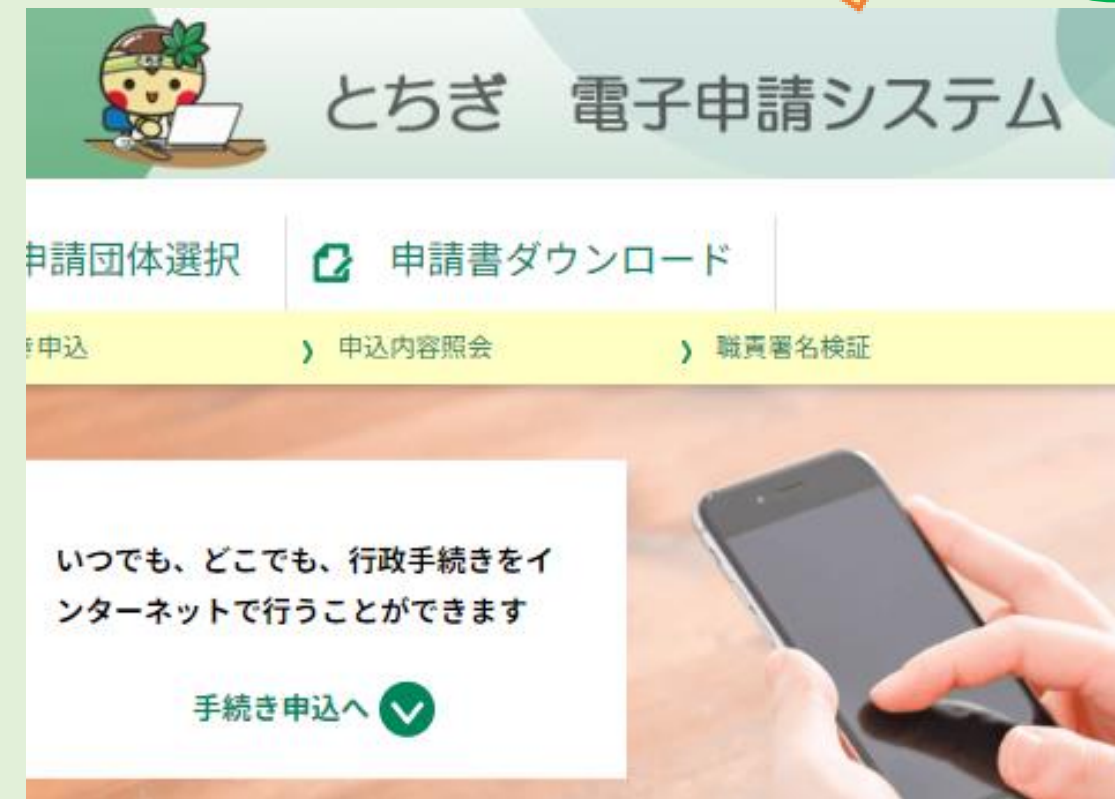 とちぎ 電子申請システム
申請団体選択
申請書ダウンロード
き申込
申込内容照会
職責署名検証
いつでも、どこでも、行政手続きをイ
ンターネットで行うことができます
手続き申込へ